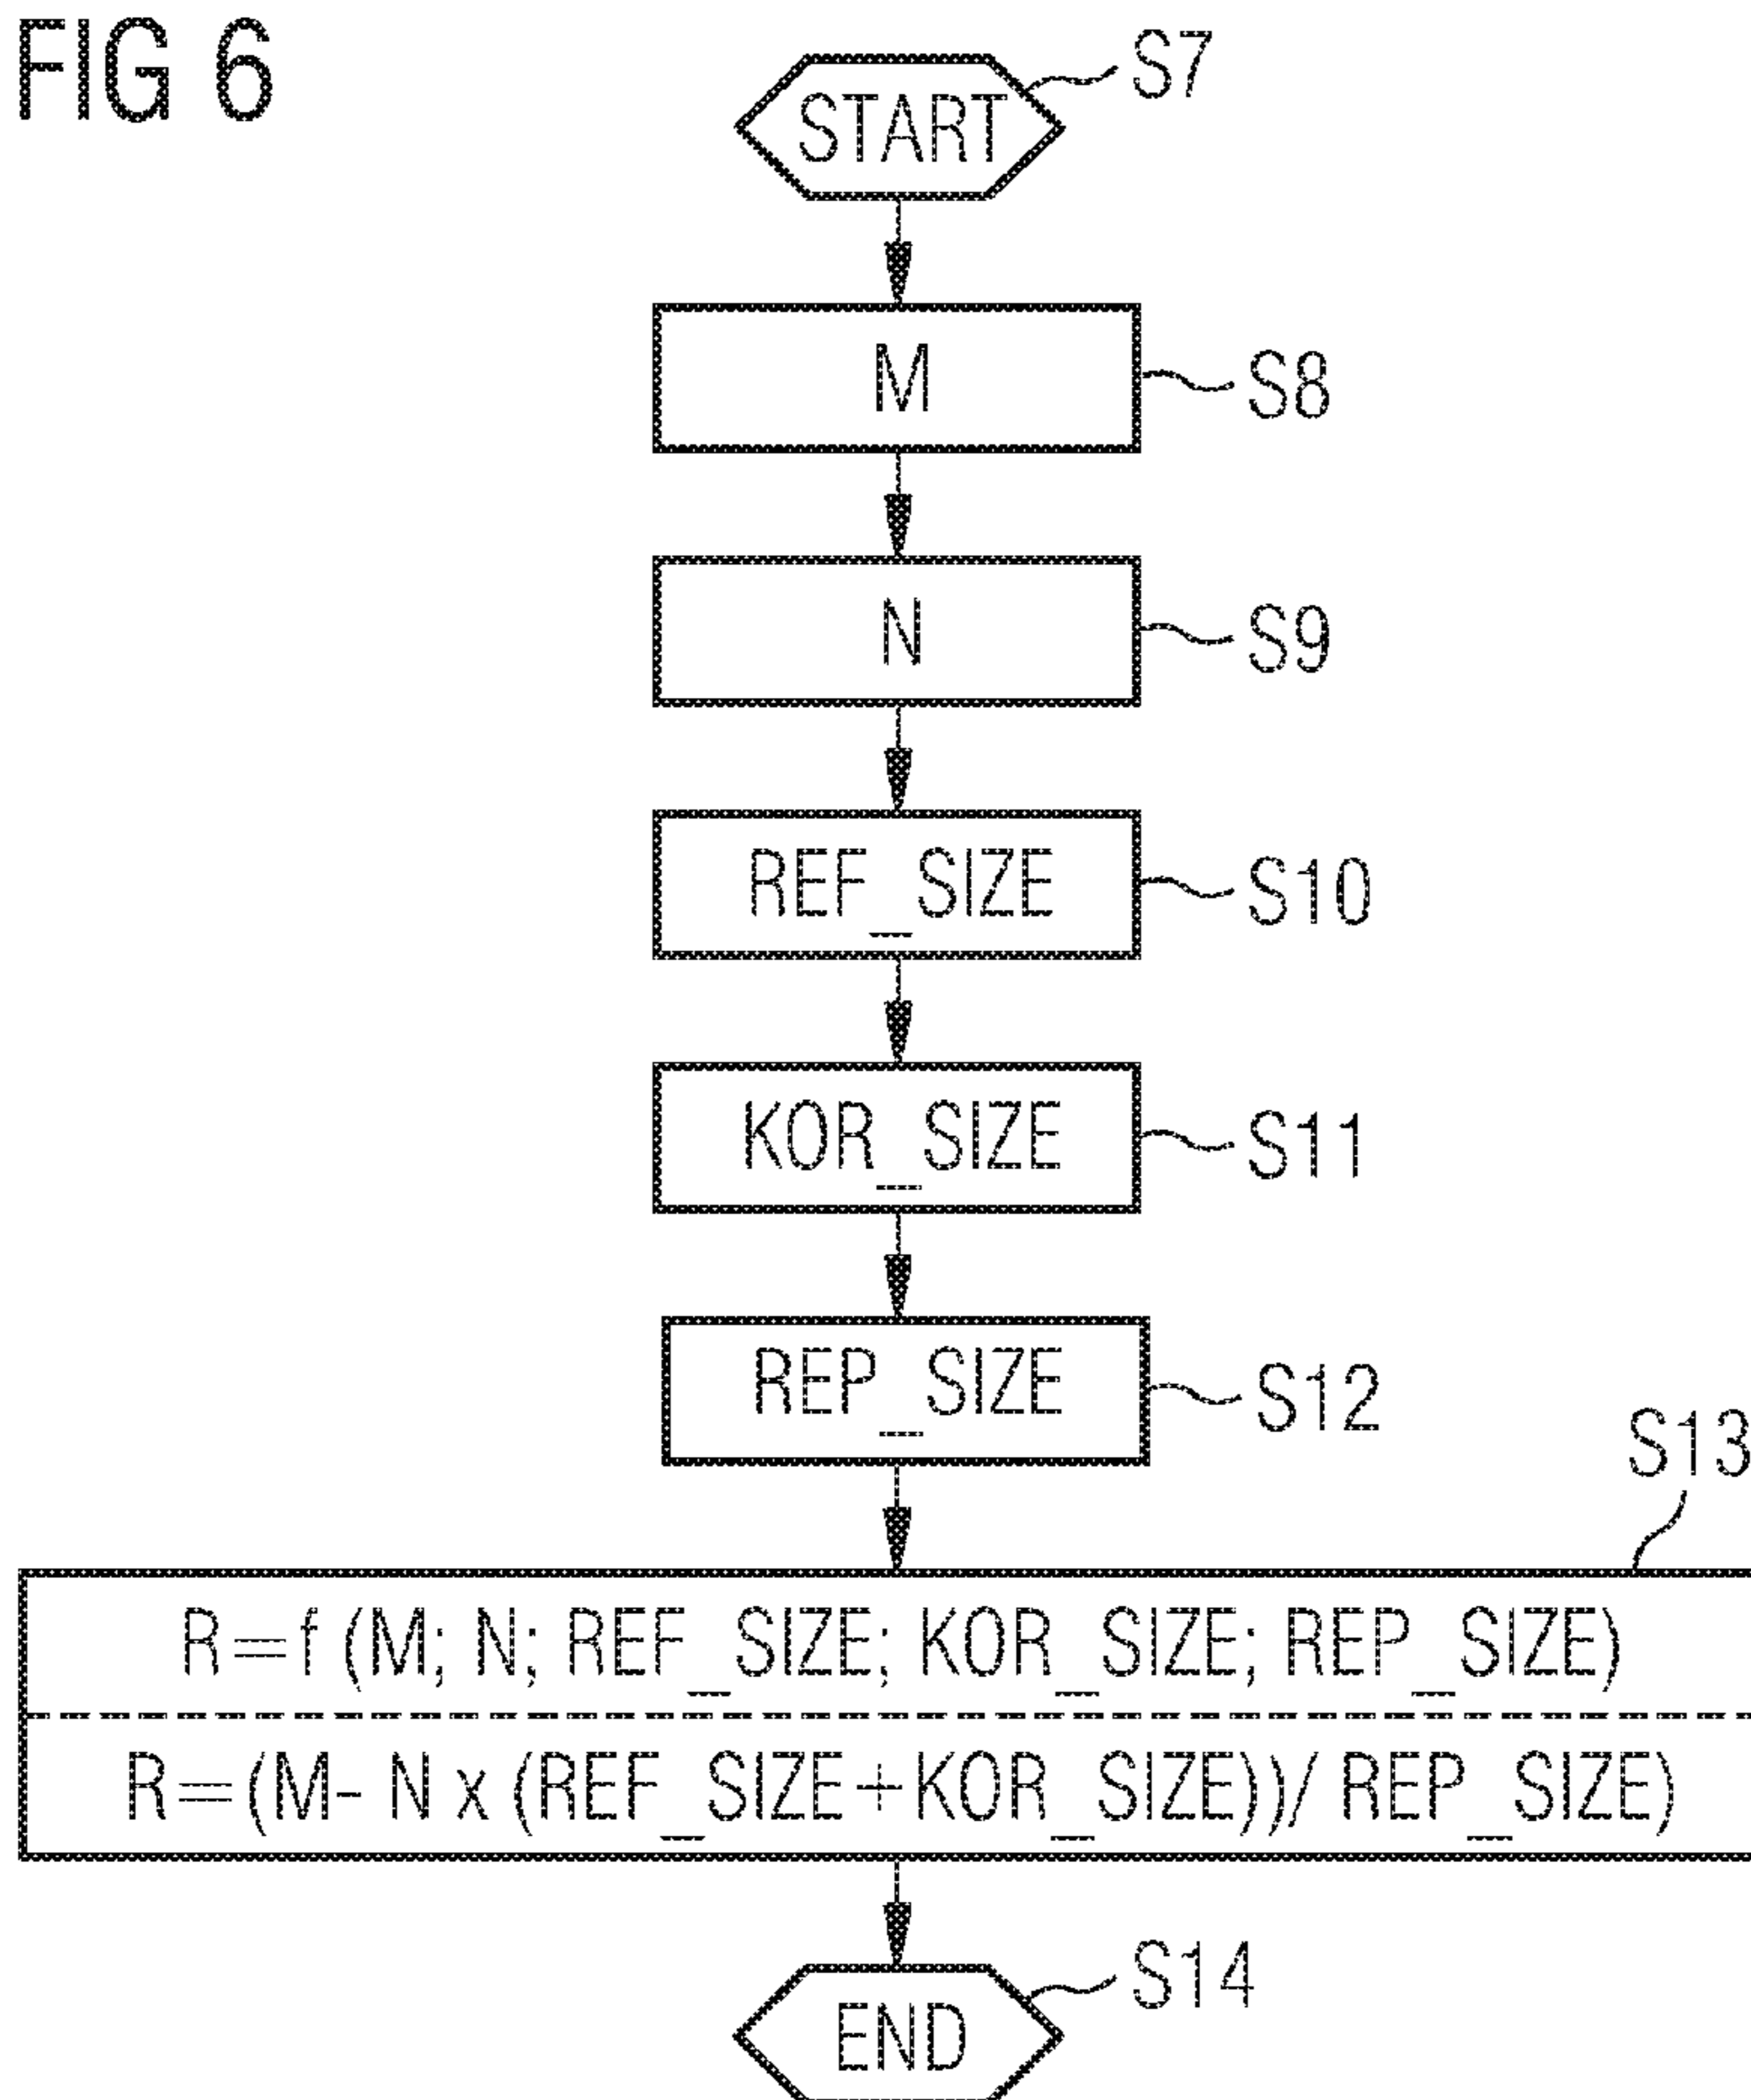 FIG 6
START
S7
M
S8
N
S9
REF_SIZE
S10
KOR_SIZE
S11
REP_SIZE
S12
S13
R=f (M; N; REF_SIZE; KOR_SIZE; REP_SIZE)
R=(M- N x (REF_SIZE+KOR_SIZE))/ REP_SIZE)
END
S14